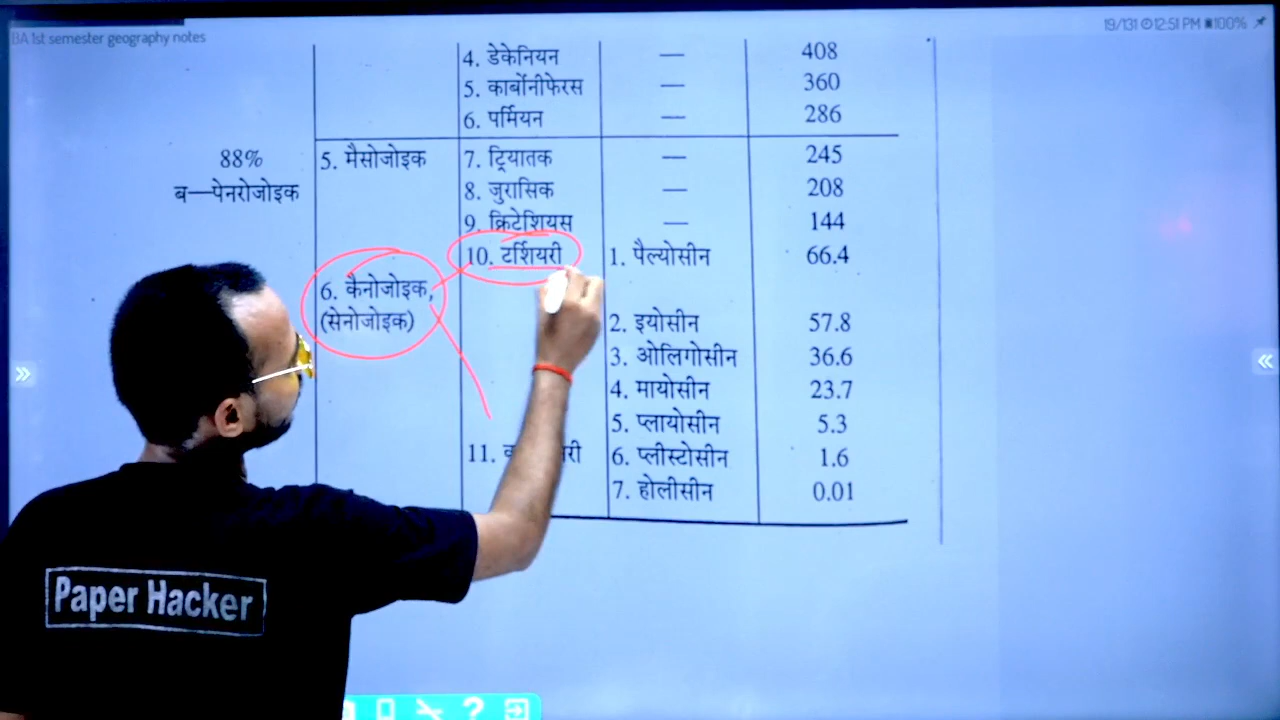 BA 1st semester geography notes
19/131 12:51 PM 100%
4. डेकेनियन — 408
5. कार्बोनीफेरस — 360
6. पर्मियन — 286
88% 5. मैसोजोइक 7. ट्रियातक — 245
ब—पेनरोजोइक 8. जुरासिक — 208
9. क्रिटेशियस — 144
10. टर्शियरी 1. पैल्योसीन 66.4
6. कैनोजोइक,
(सेनोजोइक) 2. इयोसीन 57.8
3. ओलिगोसीन 36.6
4. मायोसीन 23.7
5. प्लायोसीन 5.3
11. 6. प्लीस्टोसीन 1.6
7. होलीसीन 0.01
Paper Hacker